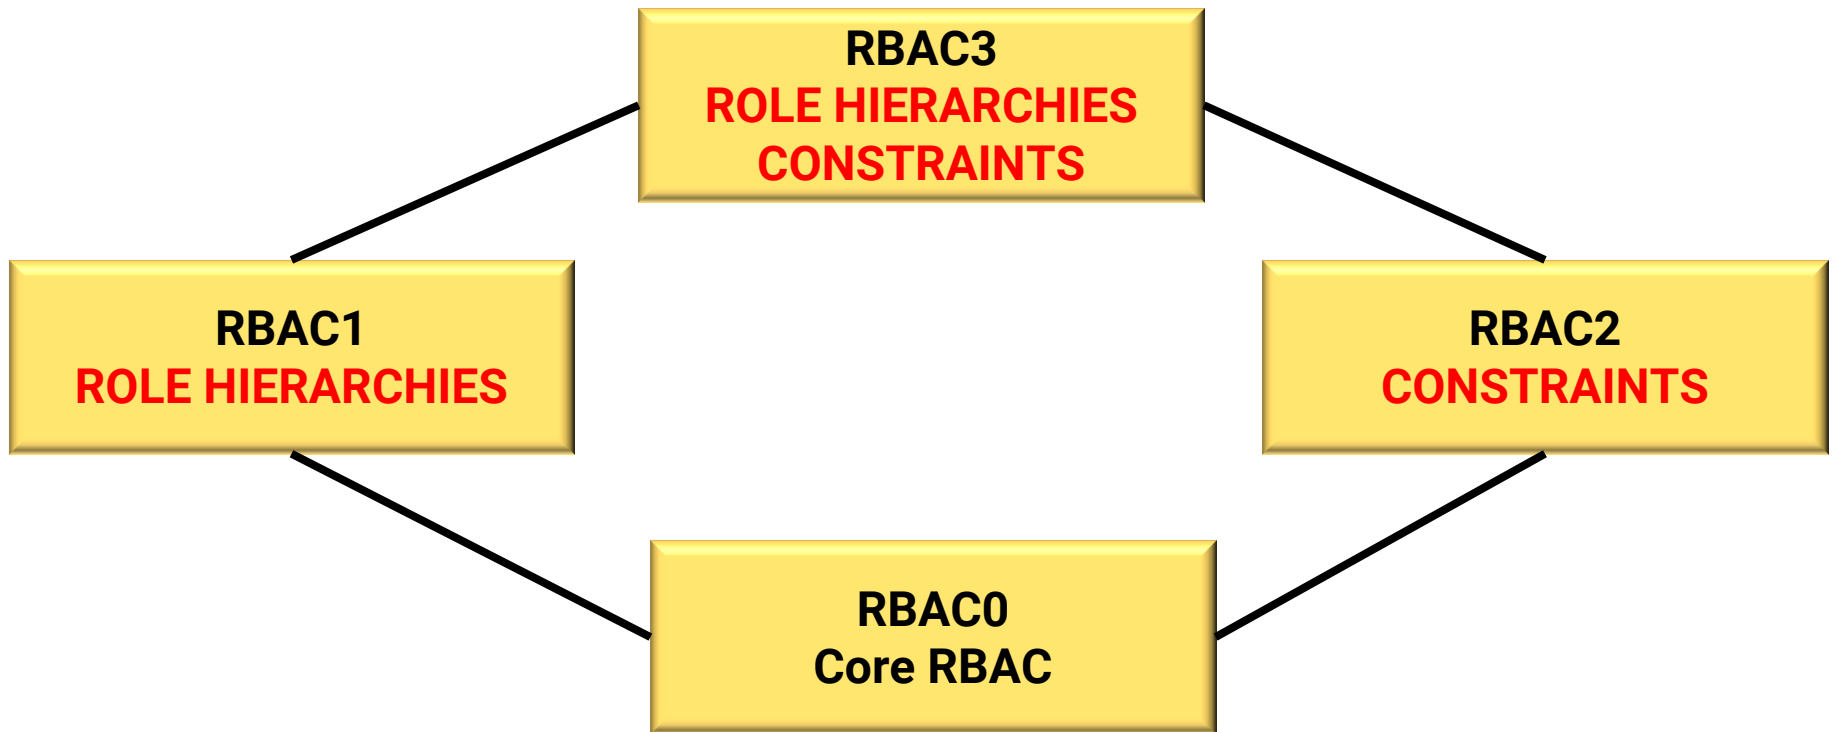 RBAC3
ROLE HIERARCHIES
CONSTRAINTS
RBAC1
ROLE HIERARCHIES
RBAC2
CONSTRAINTS
RBAC0
Core RBAC